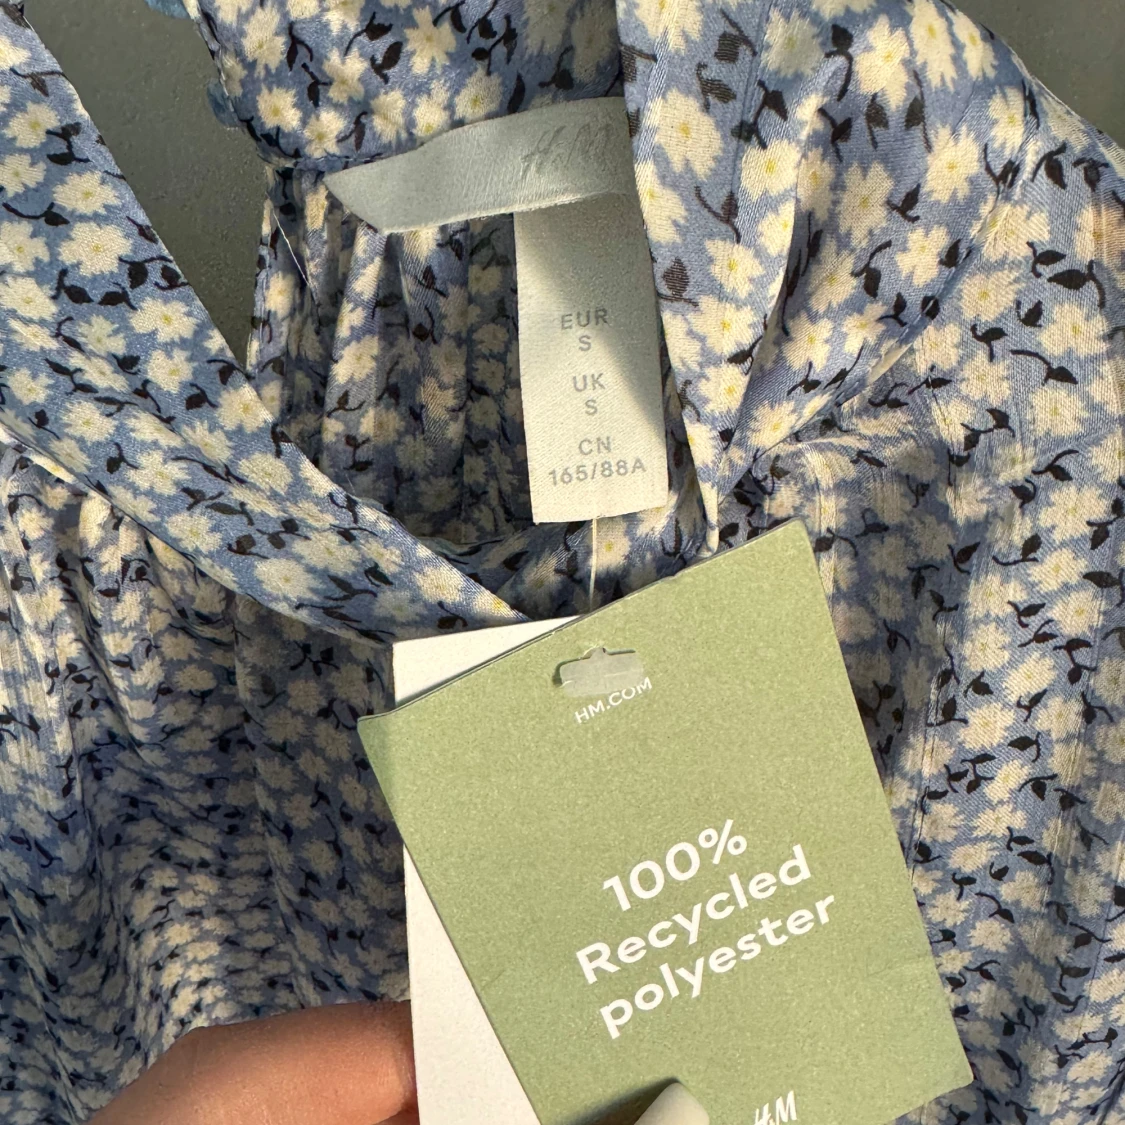 H&M
EUR
S
UK
S
CN
165/88A
HM.COM
100%
Recycled
polyester
H&M